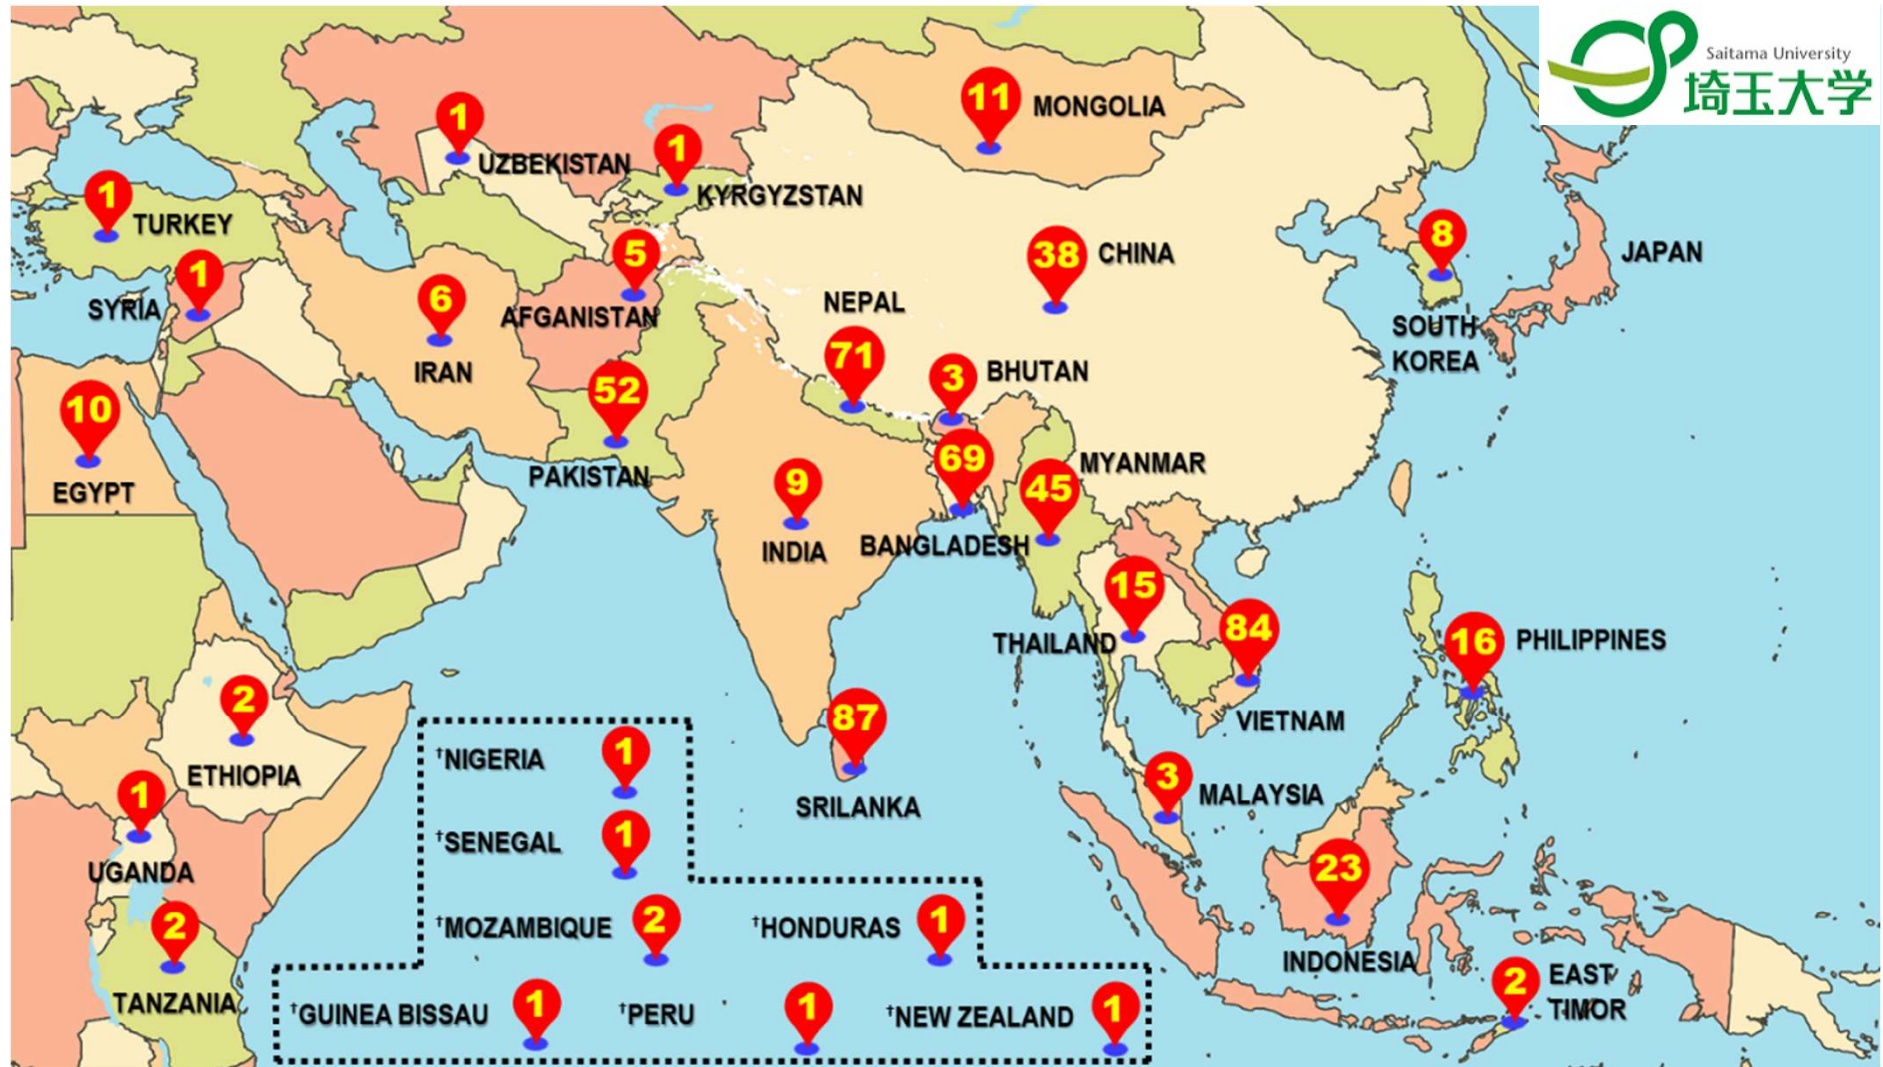 Saitama University
埼玉大学
11
MONGOLIA
1
UZBEKISTAN
1
KYRGYZSTAN
1
TURKEY
1
SYRIA
6
IRAN
5
AFGANISTAN
38
CHINA
8
SOUTH
KOREA
JAPAN
NEPAL
71
3
BHUTAN
52
PAKISTAN
10
EGYPT
9
INDIA
69
BANGLADESH
45
MYANMAR
15
THAILAND
84
VIETNAM
16
PHILIPPINES
2
ETHIOPIA
87
SRILANKA
3
MALAYSIA
1
UGANDA
23
INDONESIA
2
TANZANIA
2
EAST
TIMOR
†NIGERIA 1
†SENEGAL 1
†MOZAMBIQUE 2
†HONDURAS 1
†GUINEA BISSAU 1
†PERU 1
†NEW ZEALAND 1